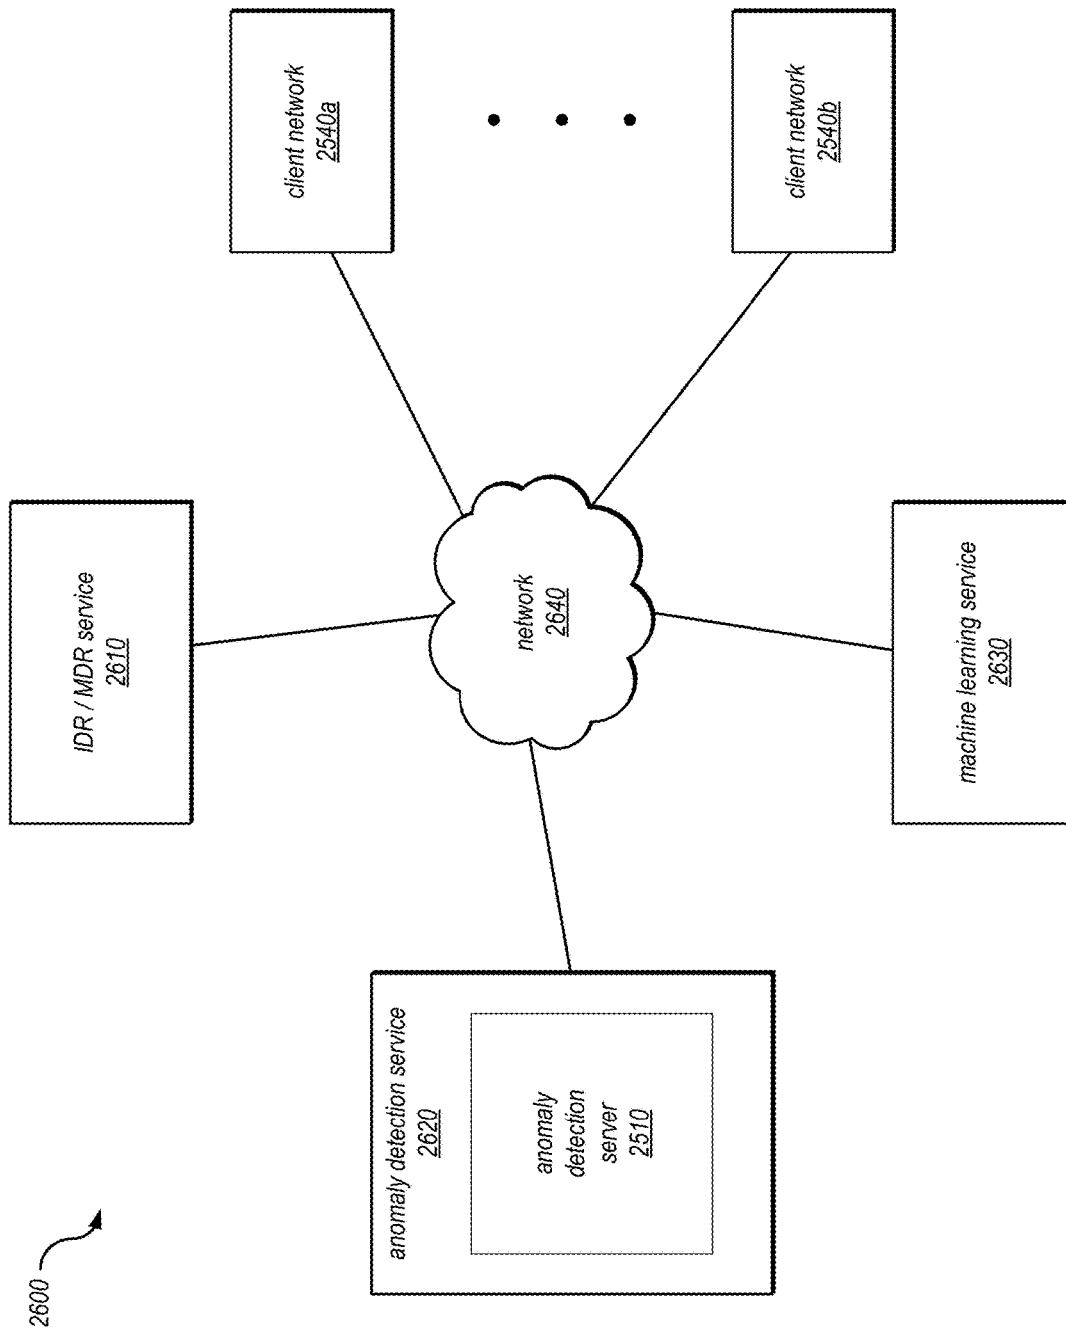 2600
anomaly detection service
2620
anomaly
detection
server
2510
IDR / MDR service
2610
network
2640
machine learning service
2630
client network
2540a
client network
2540b